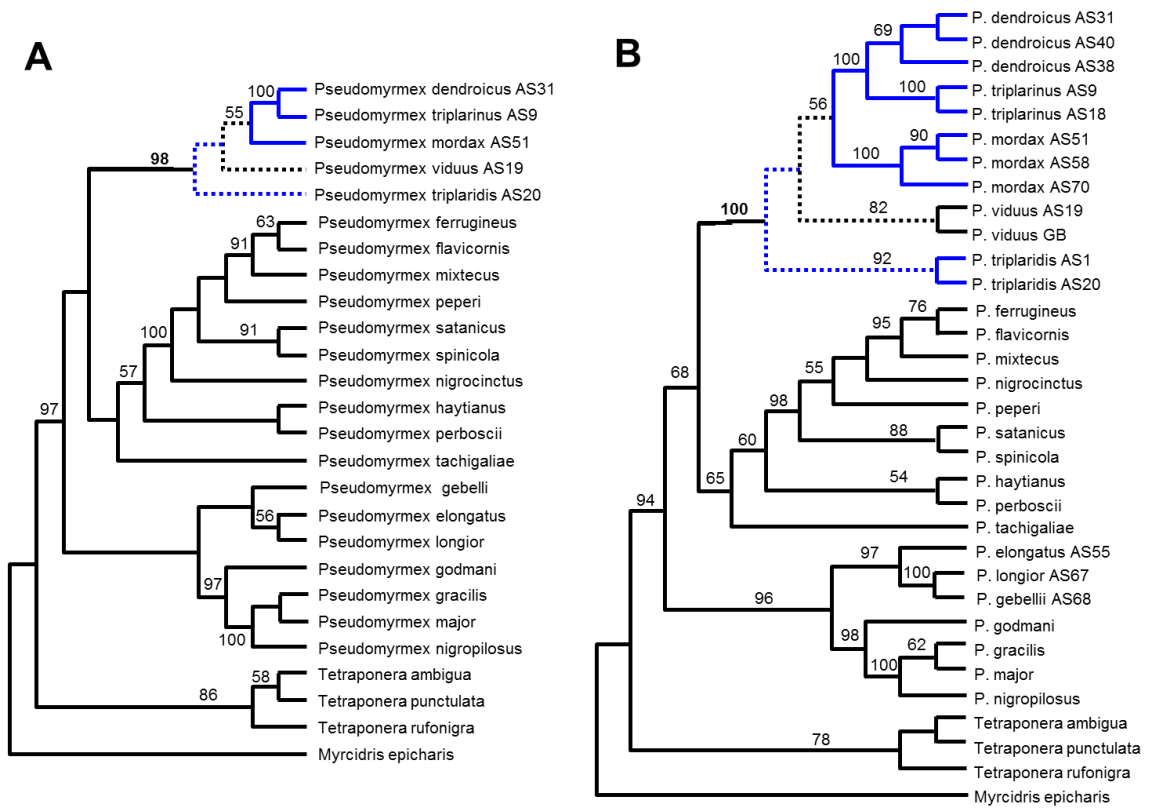 A
Pseudomyrmex dendroicus AS31
100
Pseudomyrmex triplarinus AS9
55
Pseudomyrmex mordax AS51
98
Pseudomyrmex viduus AS19
Pseudomyrmex triplaridis AS20
63
Pseudomyrmex ferrugineus
91
Pseudomyrmex flavicornis
Pseudomyrmex mixtecus
Pseudomyrmex peperi
100
91
Pseudomyrmex satanicus
Pseudomyrmex spinicola
57
Pseudomyrmex nigrocinctus
97
Pseudomyrmex haytianus
Pseudomyrmex perboscii
Pseudomyrmex tachigaliae
Pseudomyrmex gebelli
56
Pseudomyrmex elongatus
Pseudomyrmex longior
97
Pseudomyrmex godmani
Pseudomyrmex gracilis
Pseudomyrmex major
100
Pseudomyrmex nigropilosus
58
Tetraponera ambigua
86
Tetraponera punctulata
Tetraponera rufonigra
Myrcidris epicharis
B
P. dendroicus AS31
69
P. dendroicus AS40
100
P. dendroicus AS38
100
P. triplarinus AS9
56
P. triplarinus AS18
90
P. mordax AS51
100
P. mordax AS58
P. mordax AS70
100
82
P. viduus AS19
P. viduus GB
92
P. triplaridis AS1
P. triplaridis AS20
76
P. ferrugineus
95
P. flavicornis
P. mixtecus
68
55
P. nigrocinctus
98
P. peperi
88
P. satanicus
60
P. spinicola
65
54
P. haytianus
94
P. perboscii
P. tachigaliae
97
P. elongatus AS55
100
P. longior AS67
96
P. gebellii AS68
98
P. godmani
62
P. gracilis
100
P. major
P. nigropilosus
78
Tetraponera ambigua
Tetraponera punctulata
Tetraponera rufonigra
Myrcidris epicharis